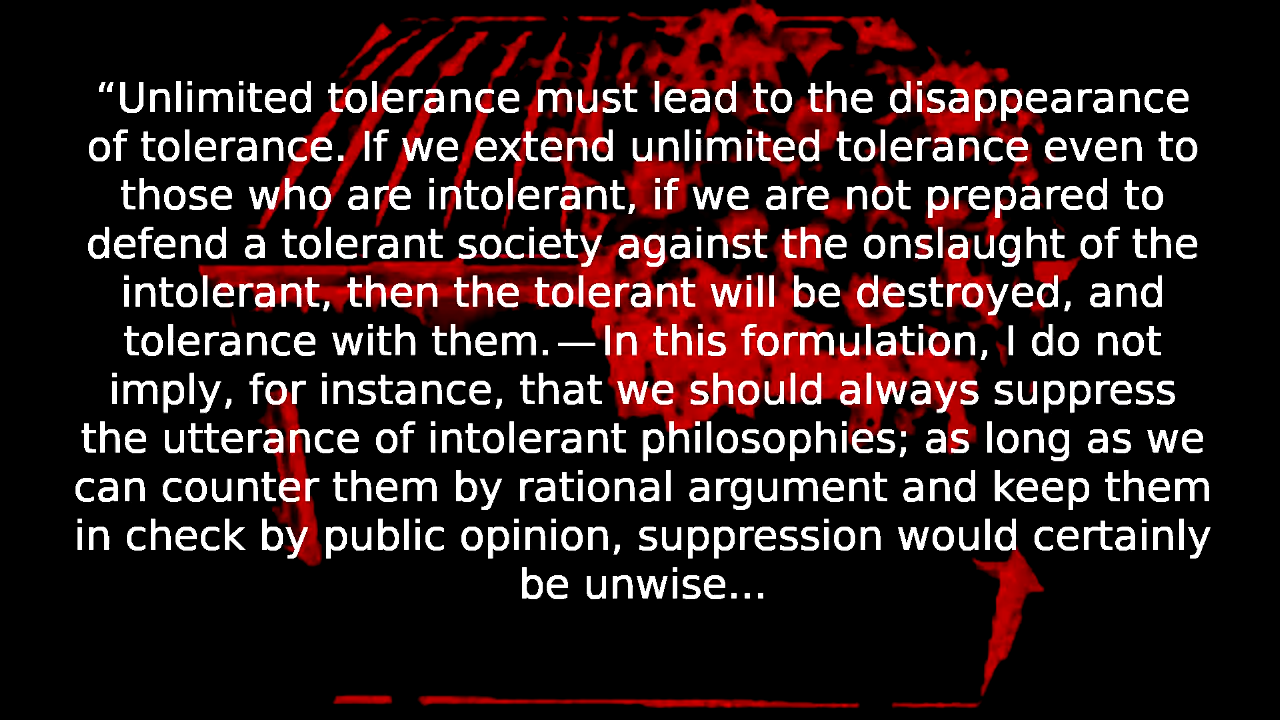 “Unlimited tolerance must lead to the disappearance
of tolerance. If we extend unlimited tolerance even to
those who are intolerant, if we are not prepared to
defend a tolerant society against the onslaught of the
intolerant, then the tolerant will be destroyed, and
tolerance with them. — In this formulation, I do not
imply, for instance, that we should always suppress
the utterance of intolerant philosophies; as long as we
can counter them by rational argument and keep them
in check by public opinion, suppression would certainly
be unwise...